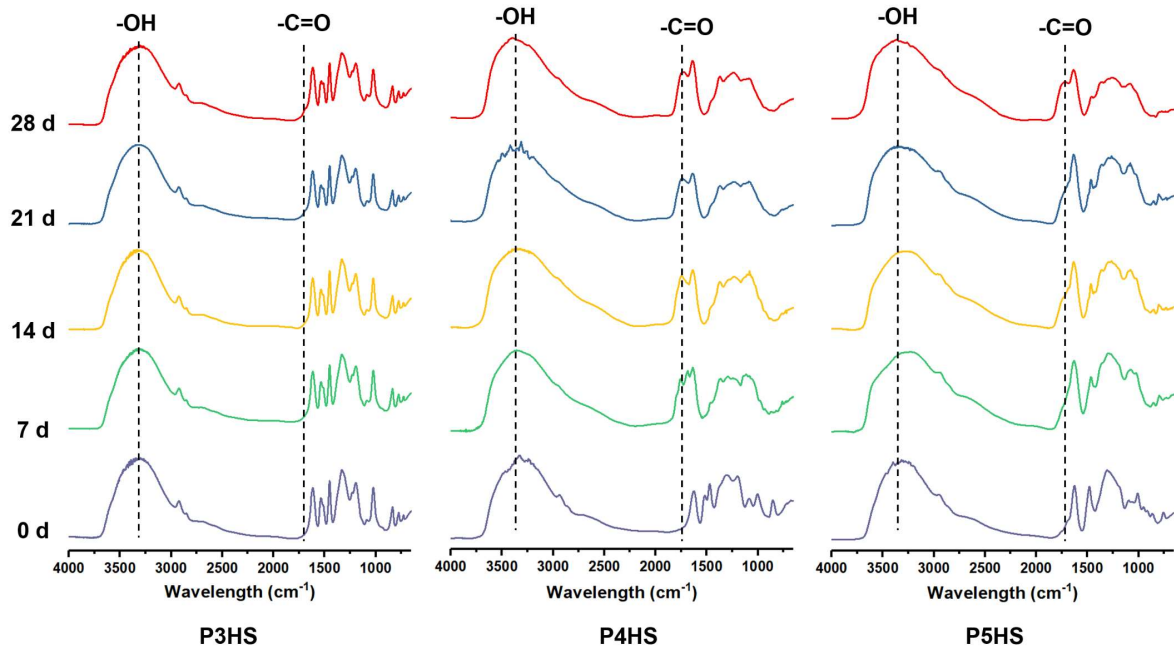 -OH -C=O -OH -C=O -OH -C=O
28 d
21 d
14 d
7 d
0 d
4000 3500 3000 2500 2000 1500 1000 4000 3500 3000 2500 2000 1500 1000 4000 3500 3000 2500 2000 1500 1000
Wavelength (cm⁻¹) Wavelength (cm⁻¹) Wavelength (cm⁻¹)
P3HS P4HS P5HS